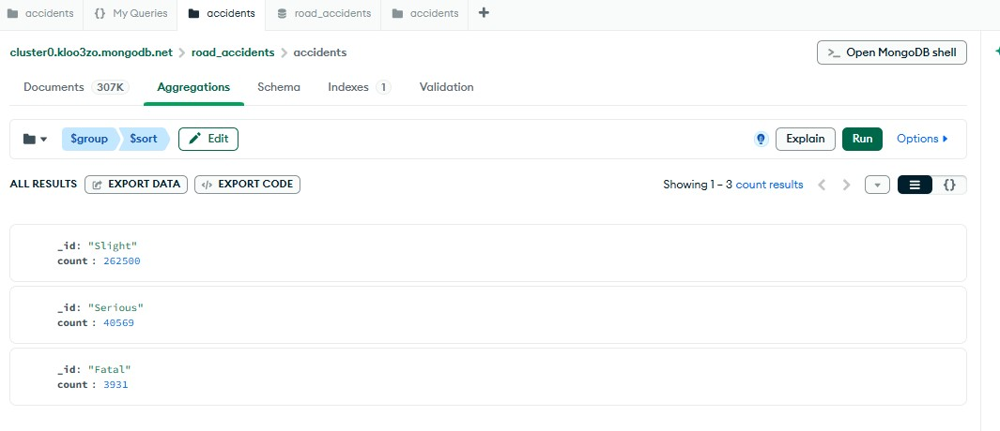 accidents {} My Queries accidents road_accidents accidents +
cluster0.kloo3zo.mongodb.net > road_accidents > accidents >_ Open MongoDB shell
Documents 307K Aggregations Schema Indexes 1 Validation
$group $sort Edit Explain Run Options
ALL RESULTS EXPORT DATA </> EXPORT CODE Showing 1 – 3 count results < > {}
_id: "Slight"
count : 262500
_id: "Serious"
count : 40569
_id: "Fatal"
count : 3931